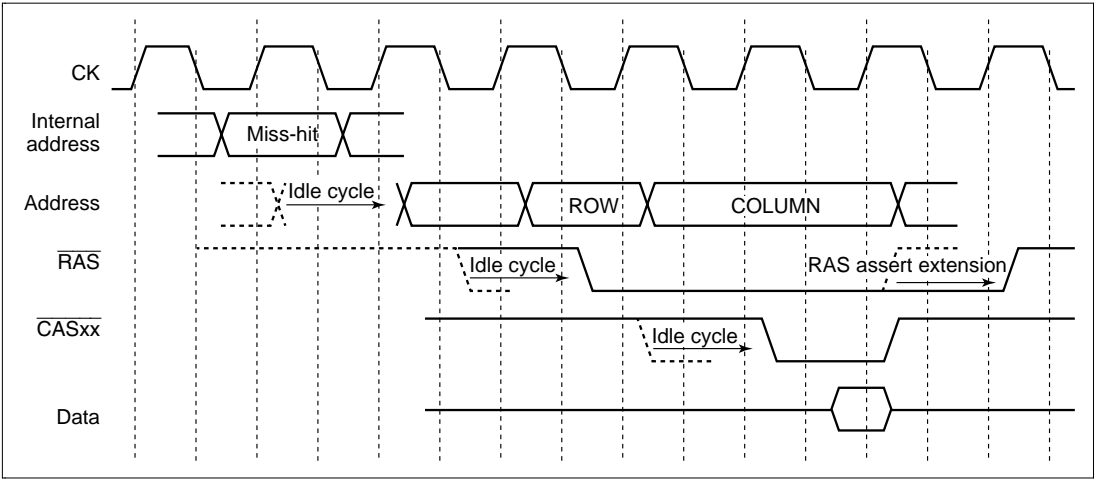 CK
Internal
address
Miss-hit
Address
Idle cycle
ROW
COLUMN
RAS
Idle cycle
RAS assert extension
CASxx
Idle cycle
Data